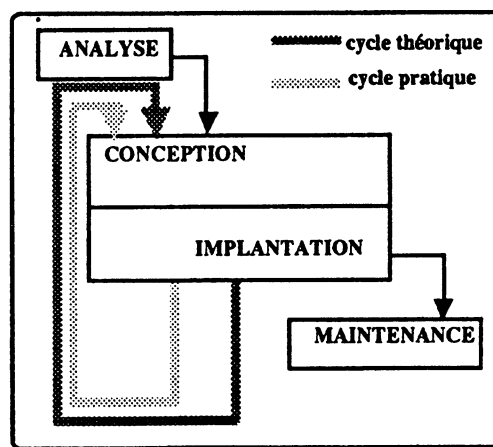 ANALYSE
cycle théorique
cycle pratique
CONCEPTION
IMPLANTATION
MAINTENANCE